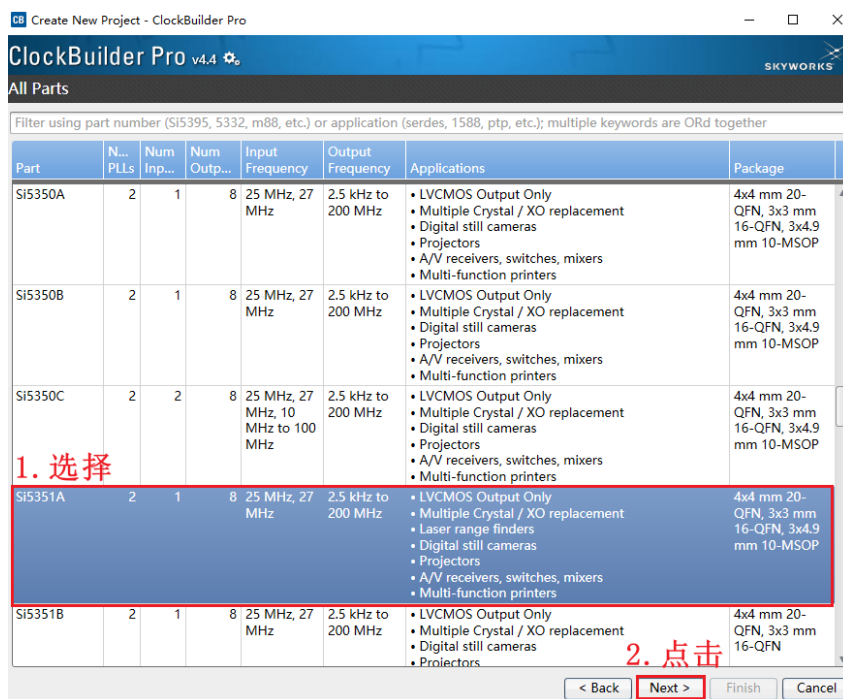 CB Create New Project - ClockBuilder Pro
ClockBuilder Pro v4.4
SKYWORKS
All Parts
Filter using part number (Si5395, 5332, m88, etc.) or application (serdes, 1588, ptp, etc.); multiple keywords are ORd together
Part N... PLLs Num Inp... Num Outp... Input Frequency Output Frequency Applications Package
Si5350A 2 1 8 25 MHz, 27 2.5 kHz to • LVCMOS Output Only 4x4 mm 20-
MHz 200 MHz • Multiple Crystal / XO replacement QFN, 3x3 mm
• Digital still cameras 16-QFN, 3x4.9
• Projectors mm 10-MSOP
• A/V receivers, switches, mixers
• Multi-function printers
Si5350B 2 1 8 25 MHz, 27 2.5 kHz to • LVCMOS Output Only 4x4 mm 20-
MHz 200 MHz • Multiple Crystal / XO replacement QFN, 3x3 mm
• Digital still cameras 16-QFN, 3x4.9
• Projectors mm 10-MSOP
• A/V receivers, switches, mixers
• Multi-function printers
Si5350C 2 2 8 25 MHz, 27 2.5 kHz to • LVCMOS Output Only 4x4 mm 20-
MHz, 10 200 MHz • Multiple Crystal / XO replacement QFN, 3x3 mm
MHz to 100 • Digital still cameras 16-QFN, 3x4.9
MHz • Projectors mm 10-MSOP
• A/V receivers, switches, mixers
• Multi-function printers
1. 选择
Si5351A 2 1 8 25 MHz, 27 2.5 kHz to • LVCMOS Output Only 4x4 mm 20-
MHz 200 MHz • Multiple Crystal / XO replacement QFN, 3x3 mm
• Laser range finders 16-QFN, 3x4.9
• Digital still cameras mm 10-MSOP
• Projectors
• A/V receivers, switches, mixers
• Multi-function printers
Si5351B 2 1 8 25 MHz, 27 2.5 kHz to • LVCMOS Output Only 4x4 mm 20-
MHz 200 MHz • Multiple Crystal / XO replacement QFN, 3x3 mm
• Digital still cameras 16-QFN
• Projectors
2. 点击
< Back Next > Finish Cancel